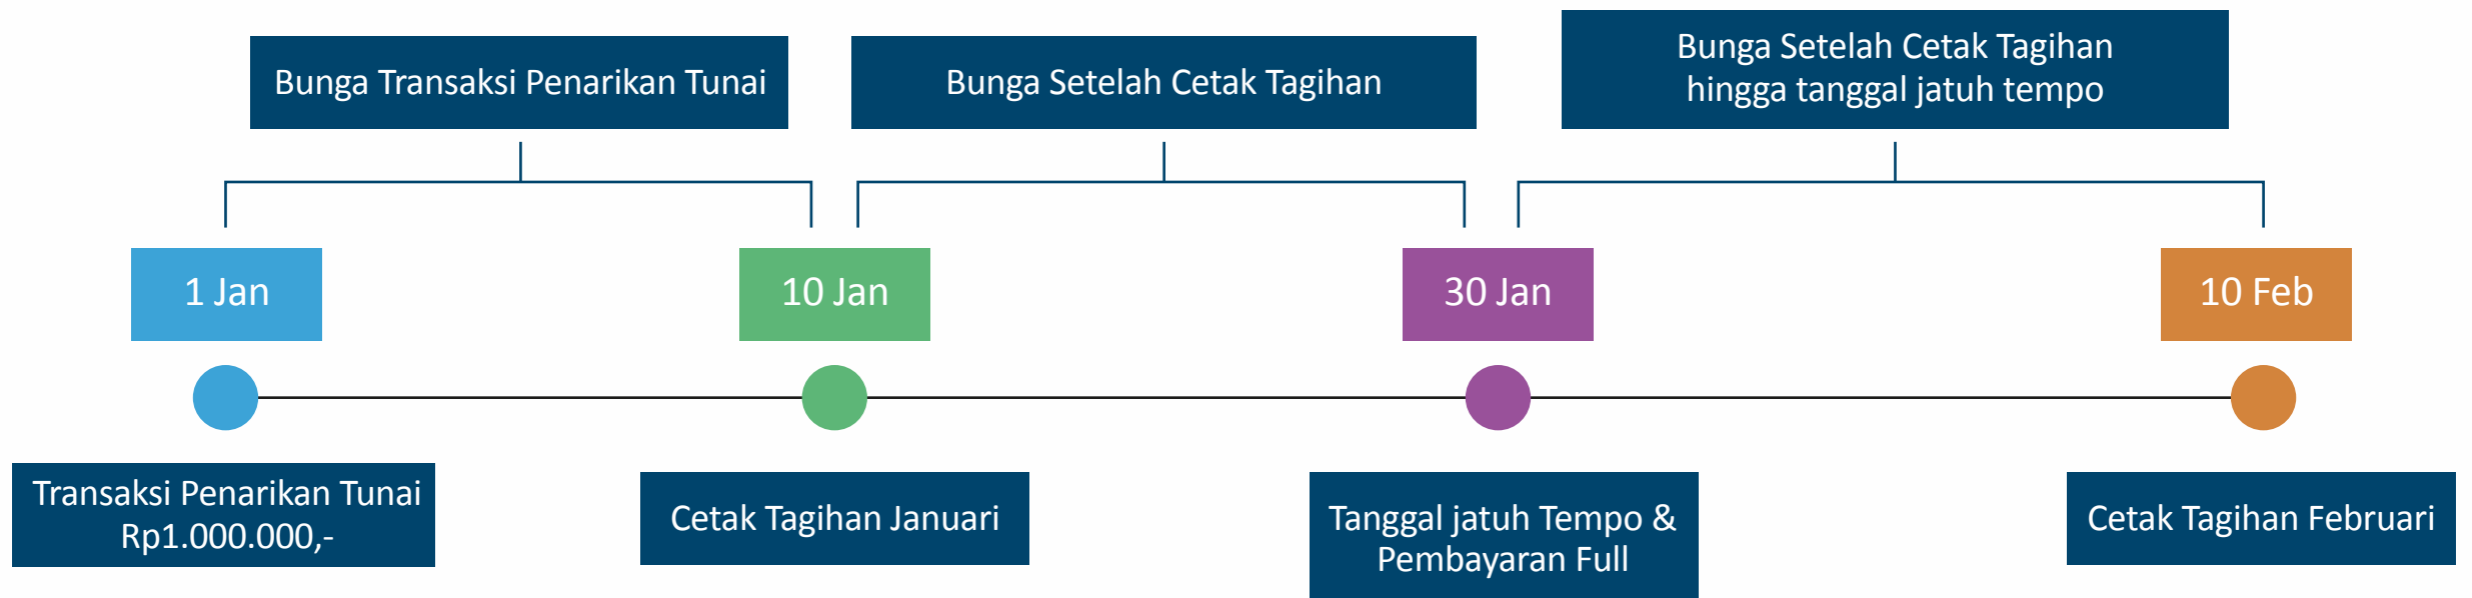 Bunga Transaksi Penarikan Tunai
Bunga Setelah Cetak Tagihan
Bunga Setelah Cetak Tagihan
hingga tanggal jatuh tempo
1 Jan
10 Jan
30 Jan
10 Feb
Transaksi Penarikan Tunai
Rp1.000.000,-
Cetak Tagihan Januari
Tanggal jatuh Tempo &
Pembayaran Full
Cetak Tagihan Februari